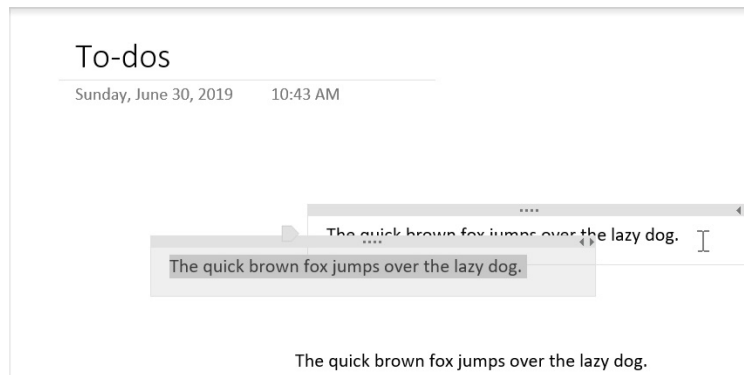 To-dos
Sunday, June 30, 2019 10:43 AM
The quick brown fox jumps over the lazy dog.
The quick brown fox jumps over the lazy dog.
The quick brown fox jumps over the lazy dog.